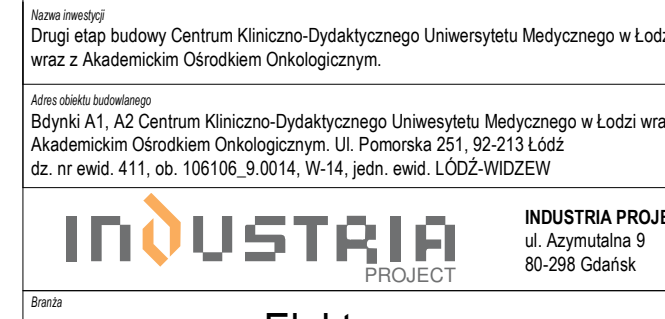 Nazwa inwestycji
Drugi etap budowy Centrum Kliniczno-Dydaktycznego Uniwersytetu Medycznego w Łodz
wraz z Akademickim Ośrodkiem Onkologicznym.
Adres obiektu budowlanego
Bdynki A1, A2 Centrum Kliniczno-Dydaktycznego Uniwesytetu Medycznego w Łodzi wra
Akademickim Ośrodkiem Onkologicznym. Ul. Pomorska 251, 92-213 Łódź
dz. nr ewid. 411, ob. 106106_9.0014, W-14, jedn. ewid. LÓDŹ-WIDZEW
INDUSTRIA
PROJECT
INDUSTRIA PROJE
ul. Azymutalna 9
80-298 Gdańsk
Branża